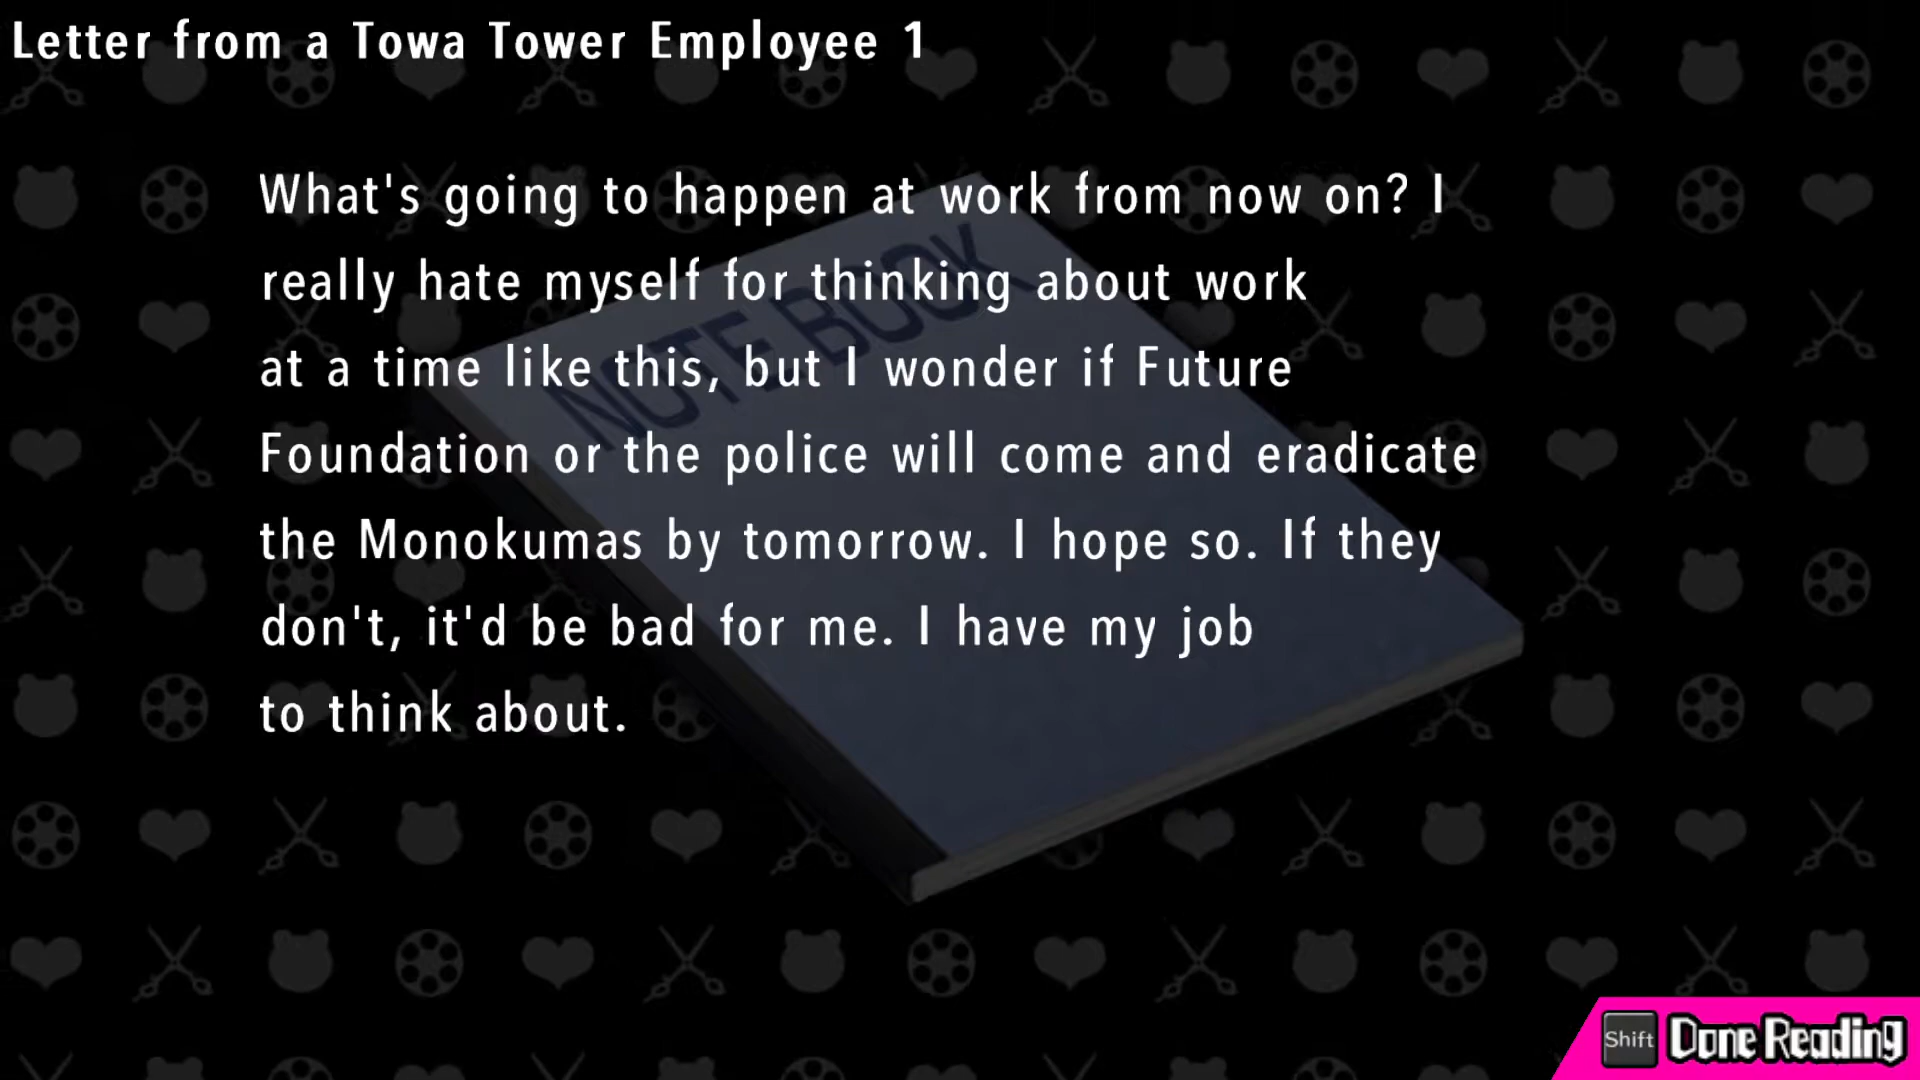 Letter from a Towa Tower Employee 1
What's going to happen at work from now on? I
really hate myself for thinking about work
at a time like this, but I wonder if Future
Foundation or the police will come and eradicate
the Monokumas by tomorrow. I hope so. If they
don't, it'd be bad for me. I have my job
to think about.
NOTE BOOK
Shift Done Reading